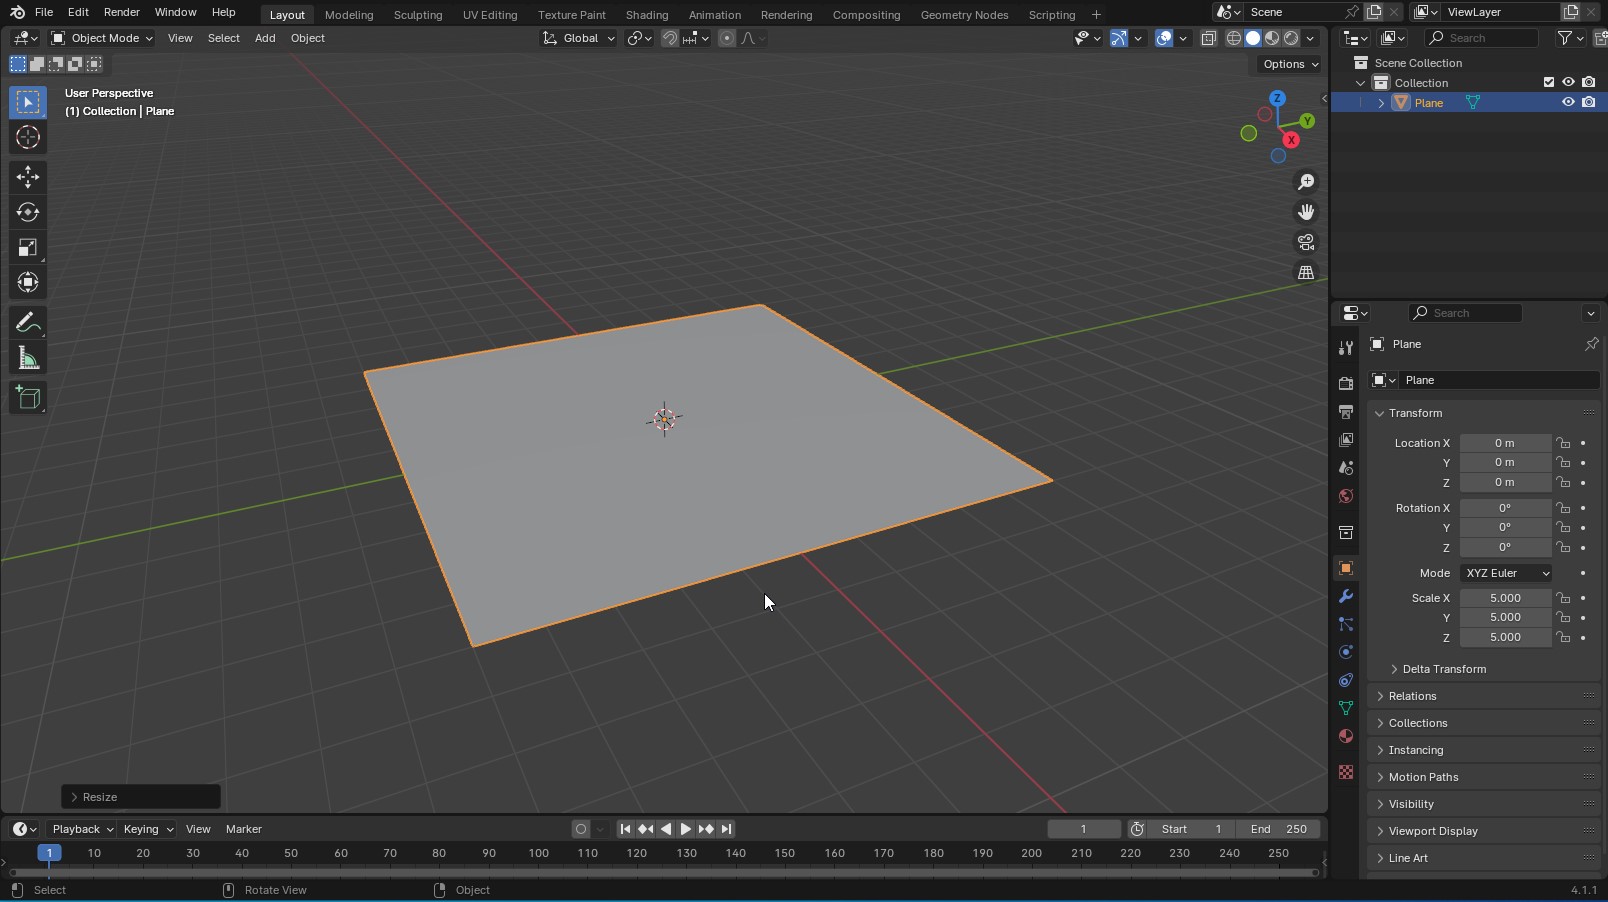 File Edit Render Window Help Layout Modeling Sculpting UV Editing Texture Paint Shading Animation Rendering Compositing Geometry Nodes Scripting + Scene ViewLayer
Object Mode View Select Add Object Global Search
Options
User Perspective
(1) Collection | Plane
Z
Y
X
Scene Collection
Collection
Plane
Search
Plane
Plane
Transform
Location X 0 m
Y 0 m
Z 0 m
Rotation X 0°
Y 0°
Z 0°
Mode XYZ Euler
Scale X 5.000
Y 5.000
Z 5.000
Delta Transform
Relations
Collections
Instancing
Motion Paths
Visibility
Viewport Display
Line Art
Resize
Playback Keying View Marker 1 Start 1 End 250
1 10 20 30 40 50 60 70 80 90 100 110 120 130 140 150 160 170 180 190 200 210 220 230 240 250
Select Rotate View Object 4.1.1